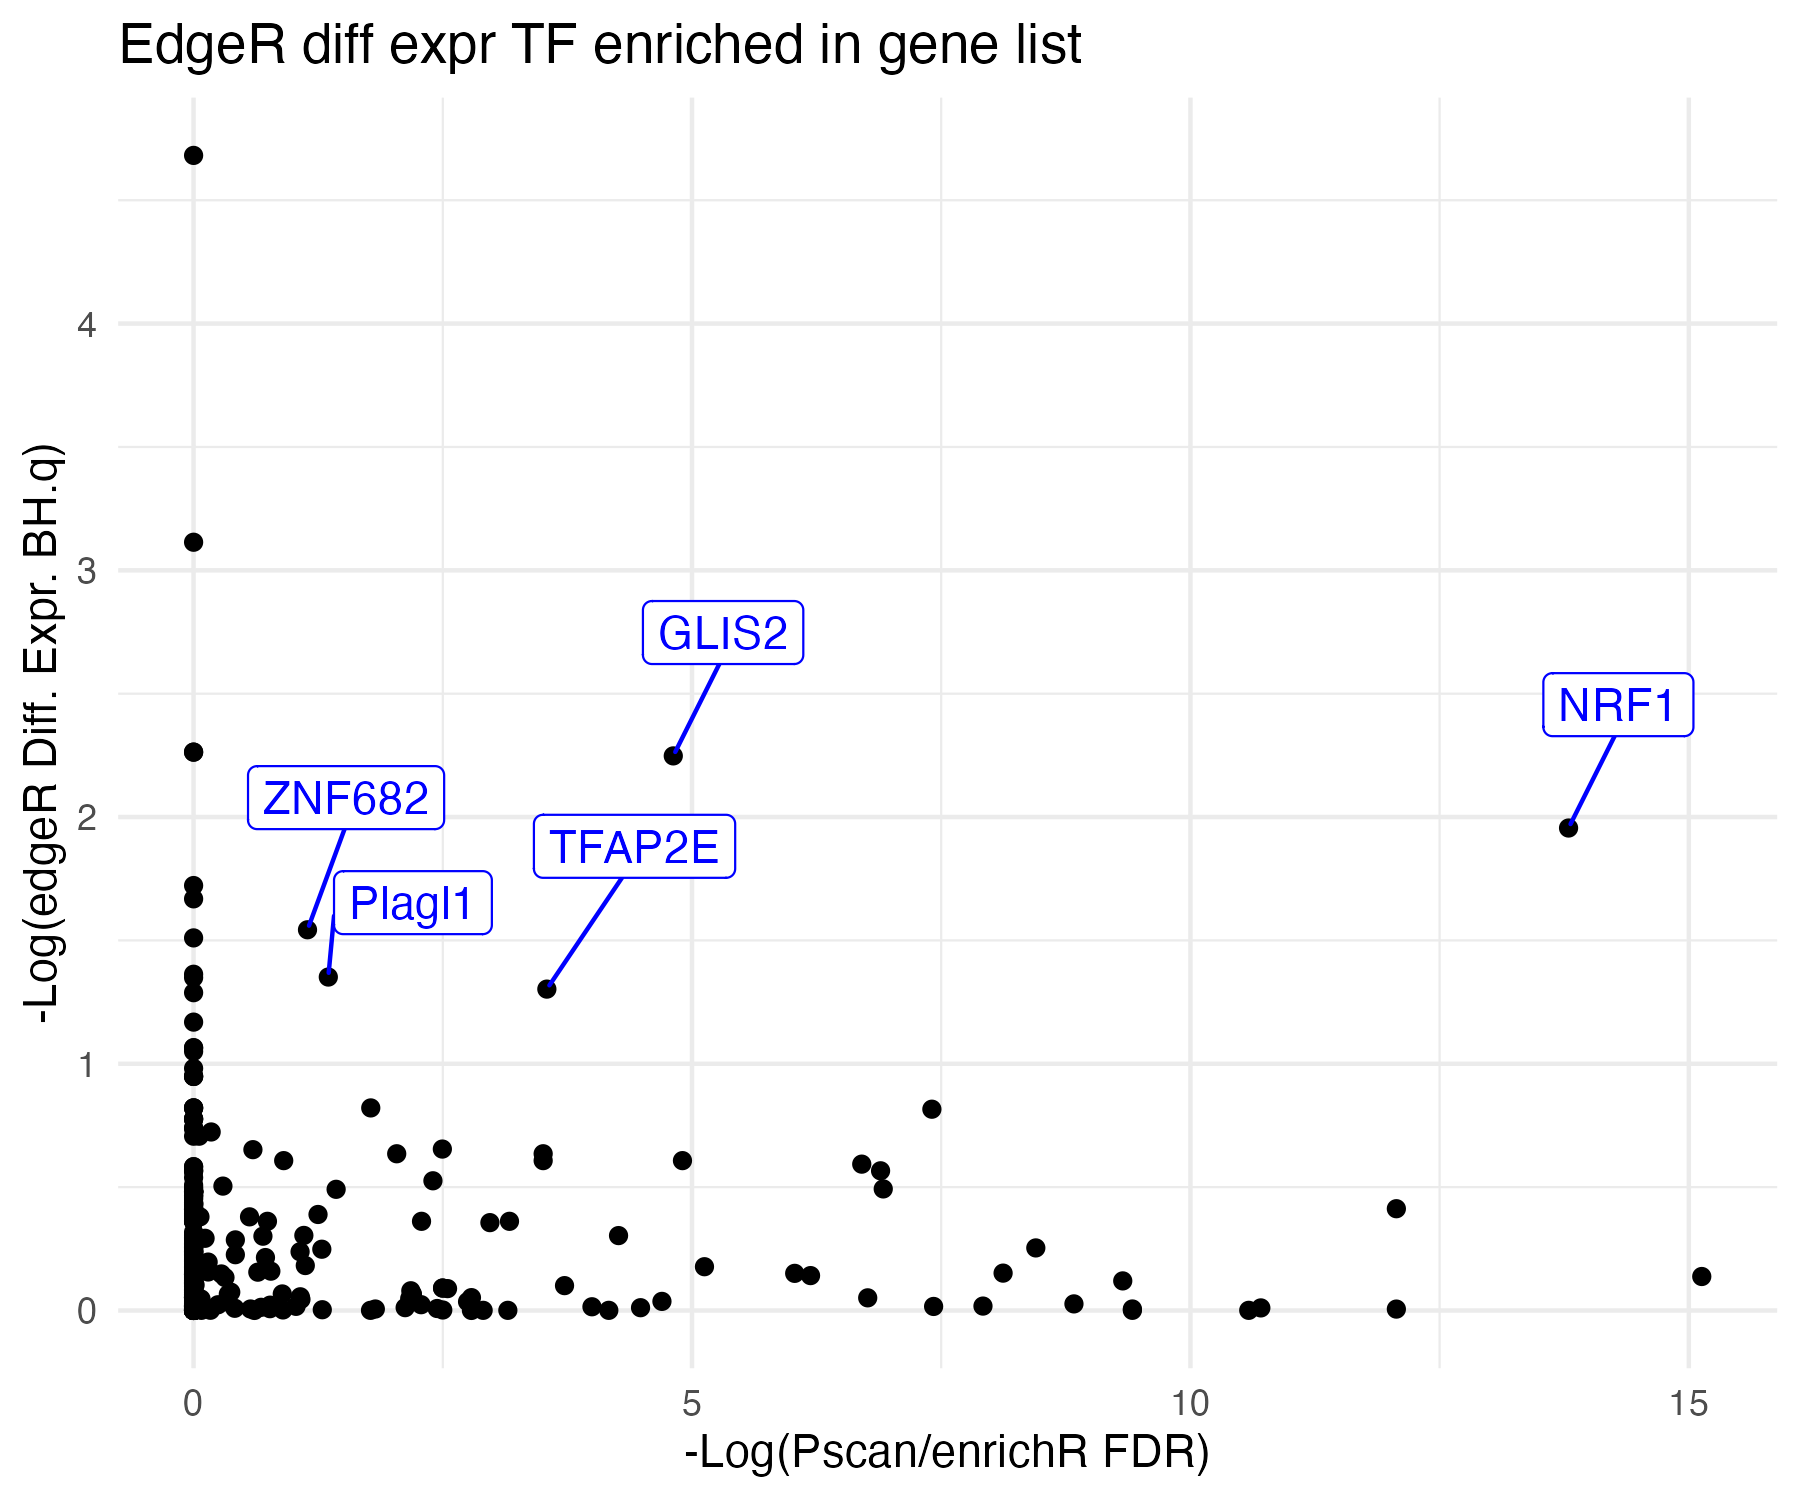 EdgeR diff expr TF enriched in gene list
-Log(edgeR Diff. Expr. BH.q)
4
3
2
1
0
GLIS2
NRF1
ZNF682
TFAP2E
Plagl1
0
5
10
15
-Log(Pscan/enrichR FDR)